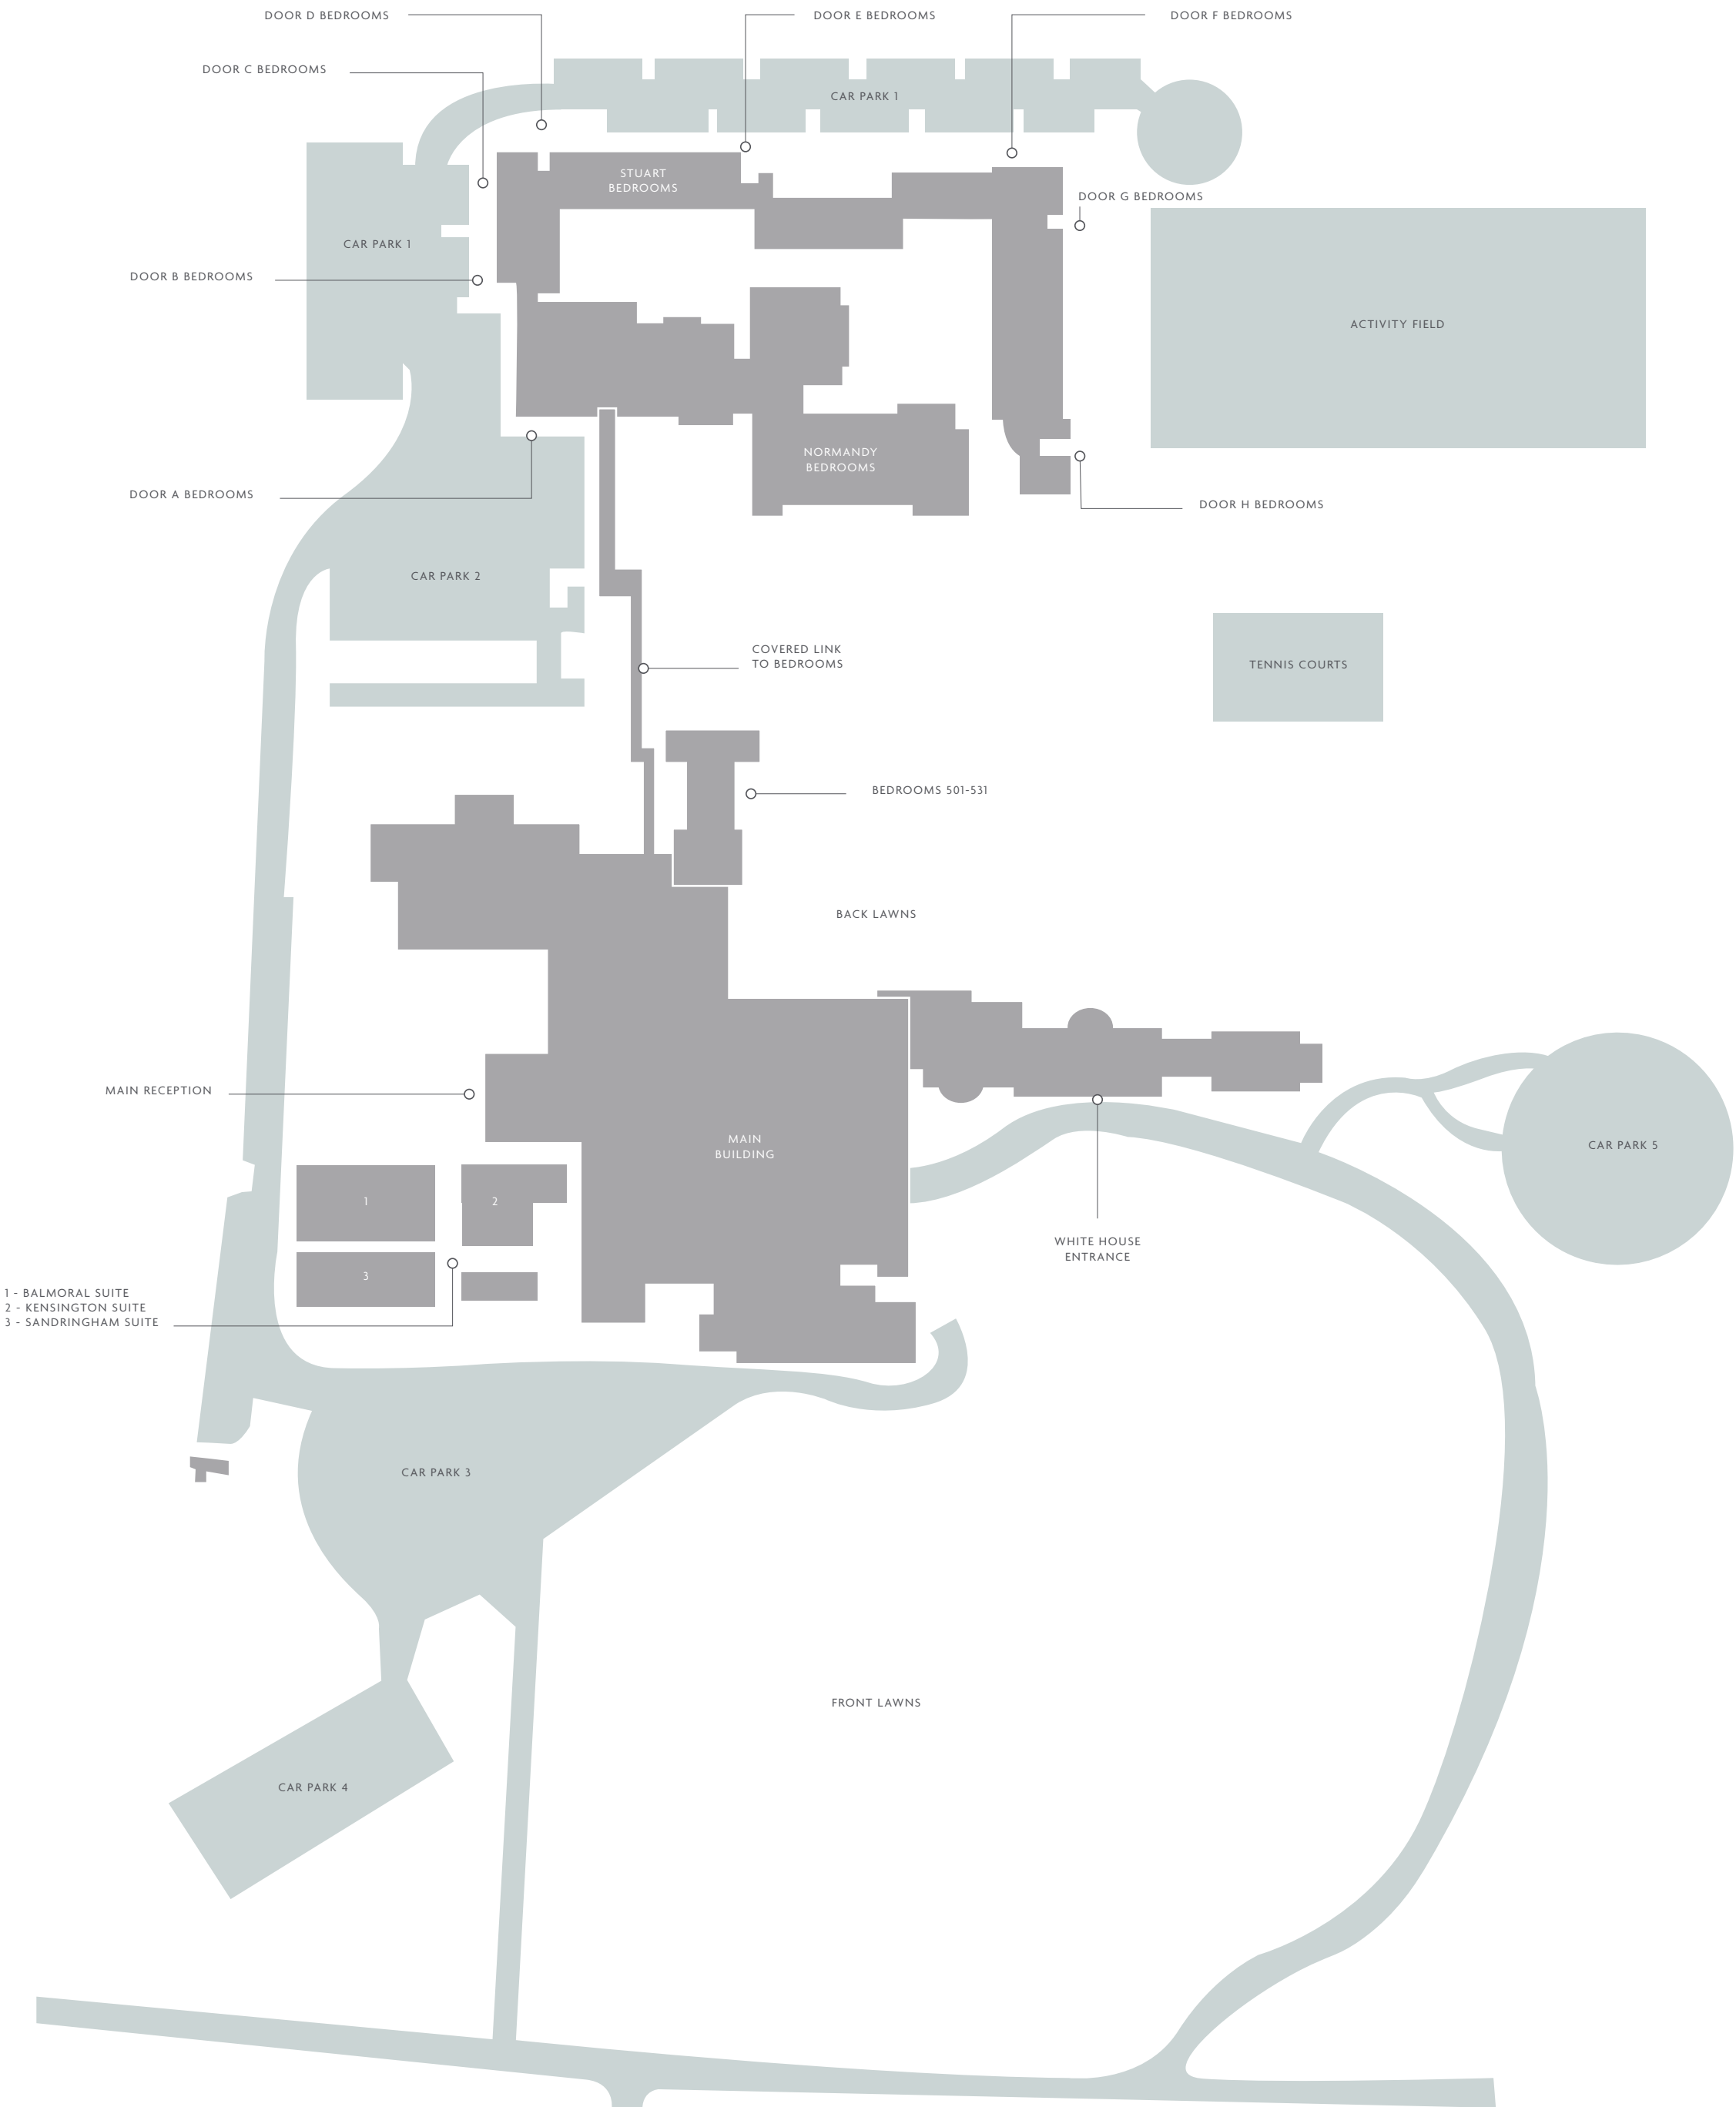 DOOR D BEDROOMS
DOOR E BEDROOMS
DOOR F BEDROOMS
DOOR C BEDROOMS
CAR PARK 1
STUART
BEDROOMS
DOOR G BEDROOMS
CAR PARK 1
DOOR B BEDROOMS
ACTIVITY FIELD
NORMANDY
BEDROOMS
DOOR A BEDROOMS
DOOR H BEDROOMS
CAR PARK 2
COVERED LINK
TO BEDROOMS
TENNIS COURTS
BEDROOMS 501-531
BACK LAWNS
MAIN RECEPTION
MAIN
BUILDING
CAR PARK 5
1
2
WHITE HOUSE
ENTRANCE
3
1 - BALMORAL SUITE
2 - KENSINGTON SUITE
3 - SANDRINGHAM SUITE
CAR PARK 3
FRONT LAWNS
CAR PARK 4